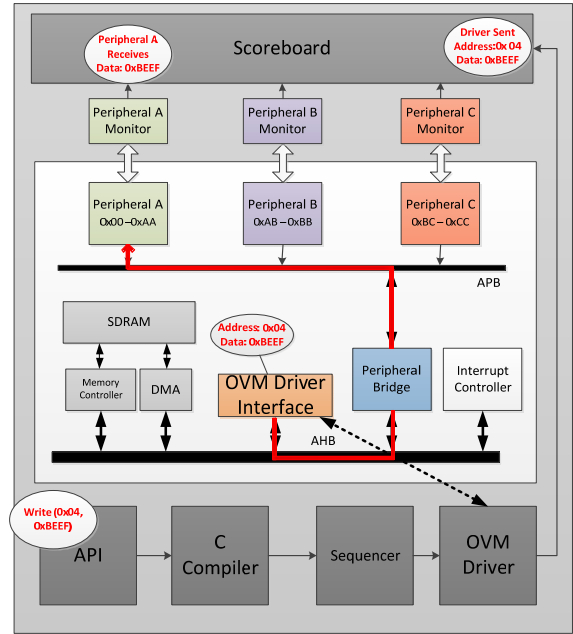 Scoreboard
Peripheral A
Receives
Data: 0xBEEF
Driver Sent
Address:0x 04
Data: 0xBEEF
Peripheral A
Monitor
Peripheral B
Monitor
Peripheral C
Monitor
Peripheral A
0x00–0xAA
Peripheral B
0xAB – 0xBB
Peripheral C
0xBC – 0xCC
APB
SDRAM
Address: 0x04
Data: 0xBEEF
Memory
Controller
DMA
OVM Driver
Interface
Peripheral
Bridge
Interrupt
Controller
AHB
Write (0x04,
0xBEEF)
API
C
Compiler
Sequencer
OVM
Driver